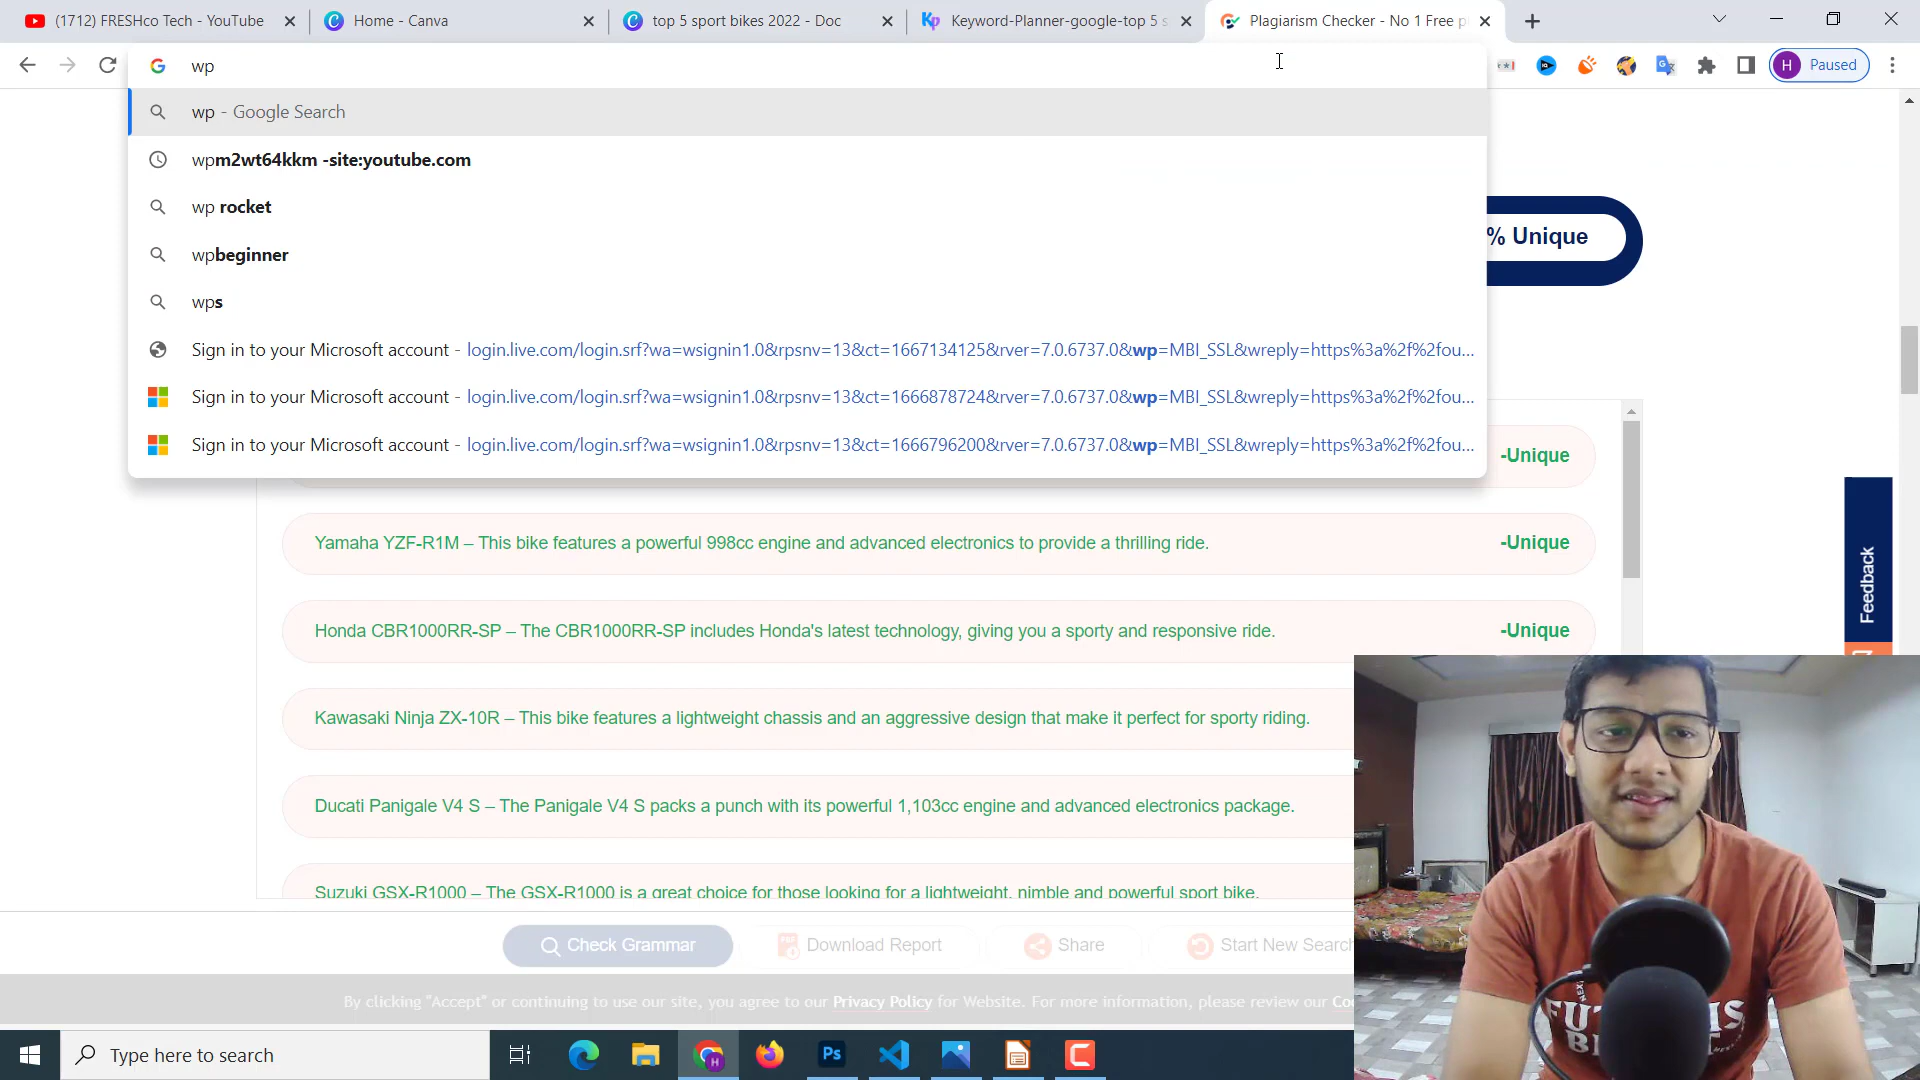 (1712) FRESHco Tech - YouTube
Home - Canva
top 5 sport bikes 2022 - Doc
Keyword-Planner-google-top 5 s
Plagiarism Checker - No 1 Free p
wp
H Paused
wp - Google Search
wpm2wt64kkm -site:youtube.com
wp rocket
% Unique
wpbeginner
wps
Sign in to your Microsoft account - login.live.com/login.srf?wa=wsignin1.0&rpsnv=13&ct=1667134125&rver=7.0.6737.0&wp=MBI_SSL&wreply=https%3a%2f%2fou...
Sign in to your Microsoft account - login.live.com/login.srf?wa=wsignin1.0&rpsnv=13&ct=1666878724&rver=7.0.6737.0&wp=MBI_SSL&wreply=https%3a%2f%2fou...
Sign in to your Microsoft account - login.live.com/login.srf?wa=wsignin1.0&rpsnv=13&ct=1666796200&rver=7.0.6737.0&wp=MBI_SSL&wreply=https%3a%2f%2fou...
-Unique
Yamaha YZF-R1M – This bike features a powerful 998cc engine and advanced electronics to provide a thrilling ride. -Unique
Feedback
Honda CBR1000RR-SP – The CBR1000RR-SP includes Honda's latest technology, giving you a sporty and responsive ride. -Unique
Kawasaki Ninja ZX-10R – This bike features a lightweight chassis and an aggressive design that make it perfect for sporty riding.
Ducati Panigale V4 S – The Panigale V4 S packs a punch with its powerful 1,103cc engine and advanced electronics package.
Suzuki GSX-R1000 – The GSX-R1000 is a great choice for those looking for a lightweight, nimble and powerful sport bike.
Check Grammar
Download Report
Share
Start New Search
By clicking "Accept" or continuing to use our site, you agree to our Privacy Policy for Website. For more information, please review our
Type here to search
Ps